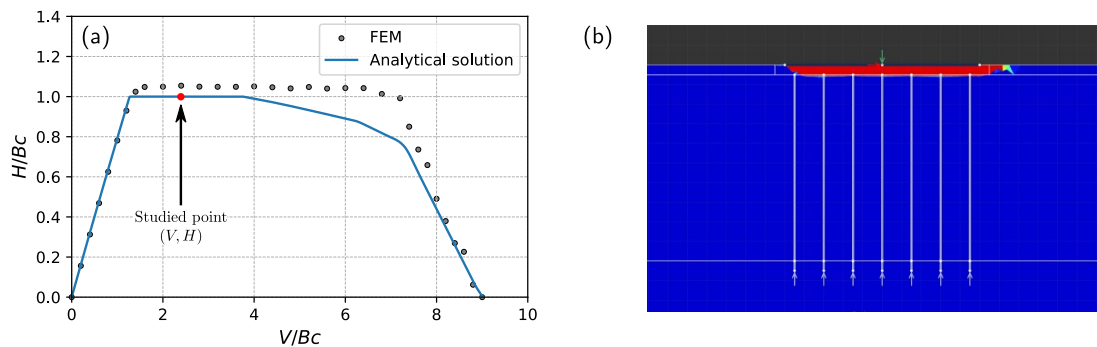 (a)
FEM
Analytical solution
1.4
1.2
1.0
0.8
0.6
0.4
0.2
0.0
H/Bc
Studied point
(V, H)
0 2 4 6 8 10
V/Bc
(b)